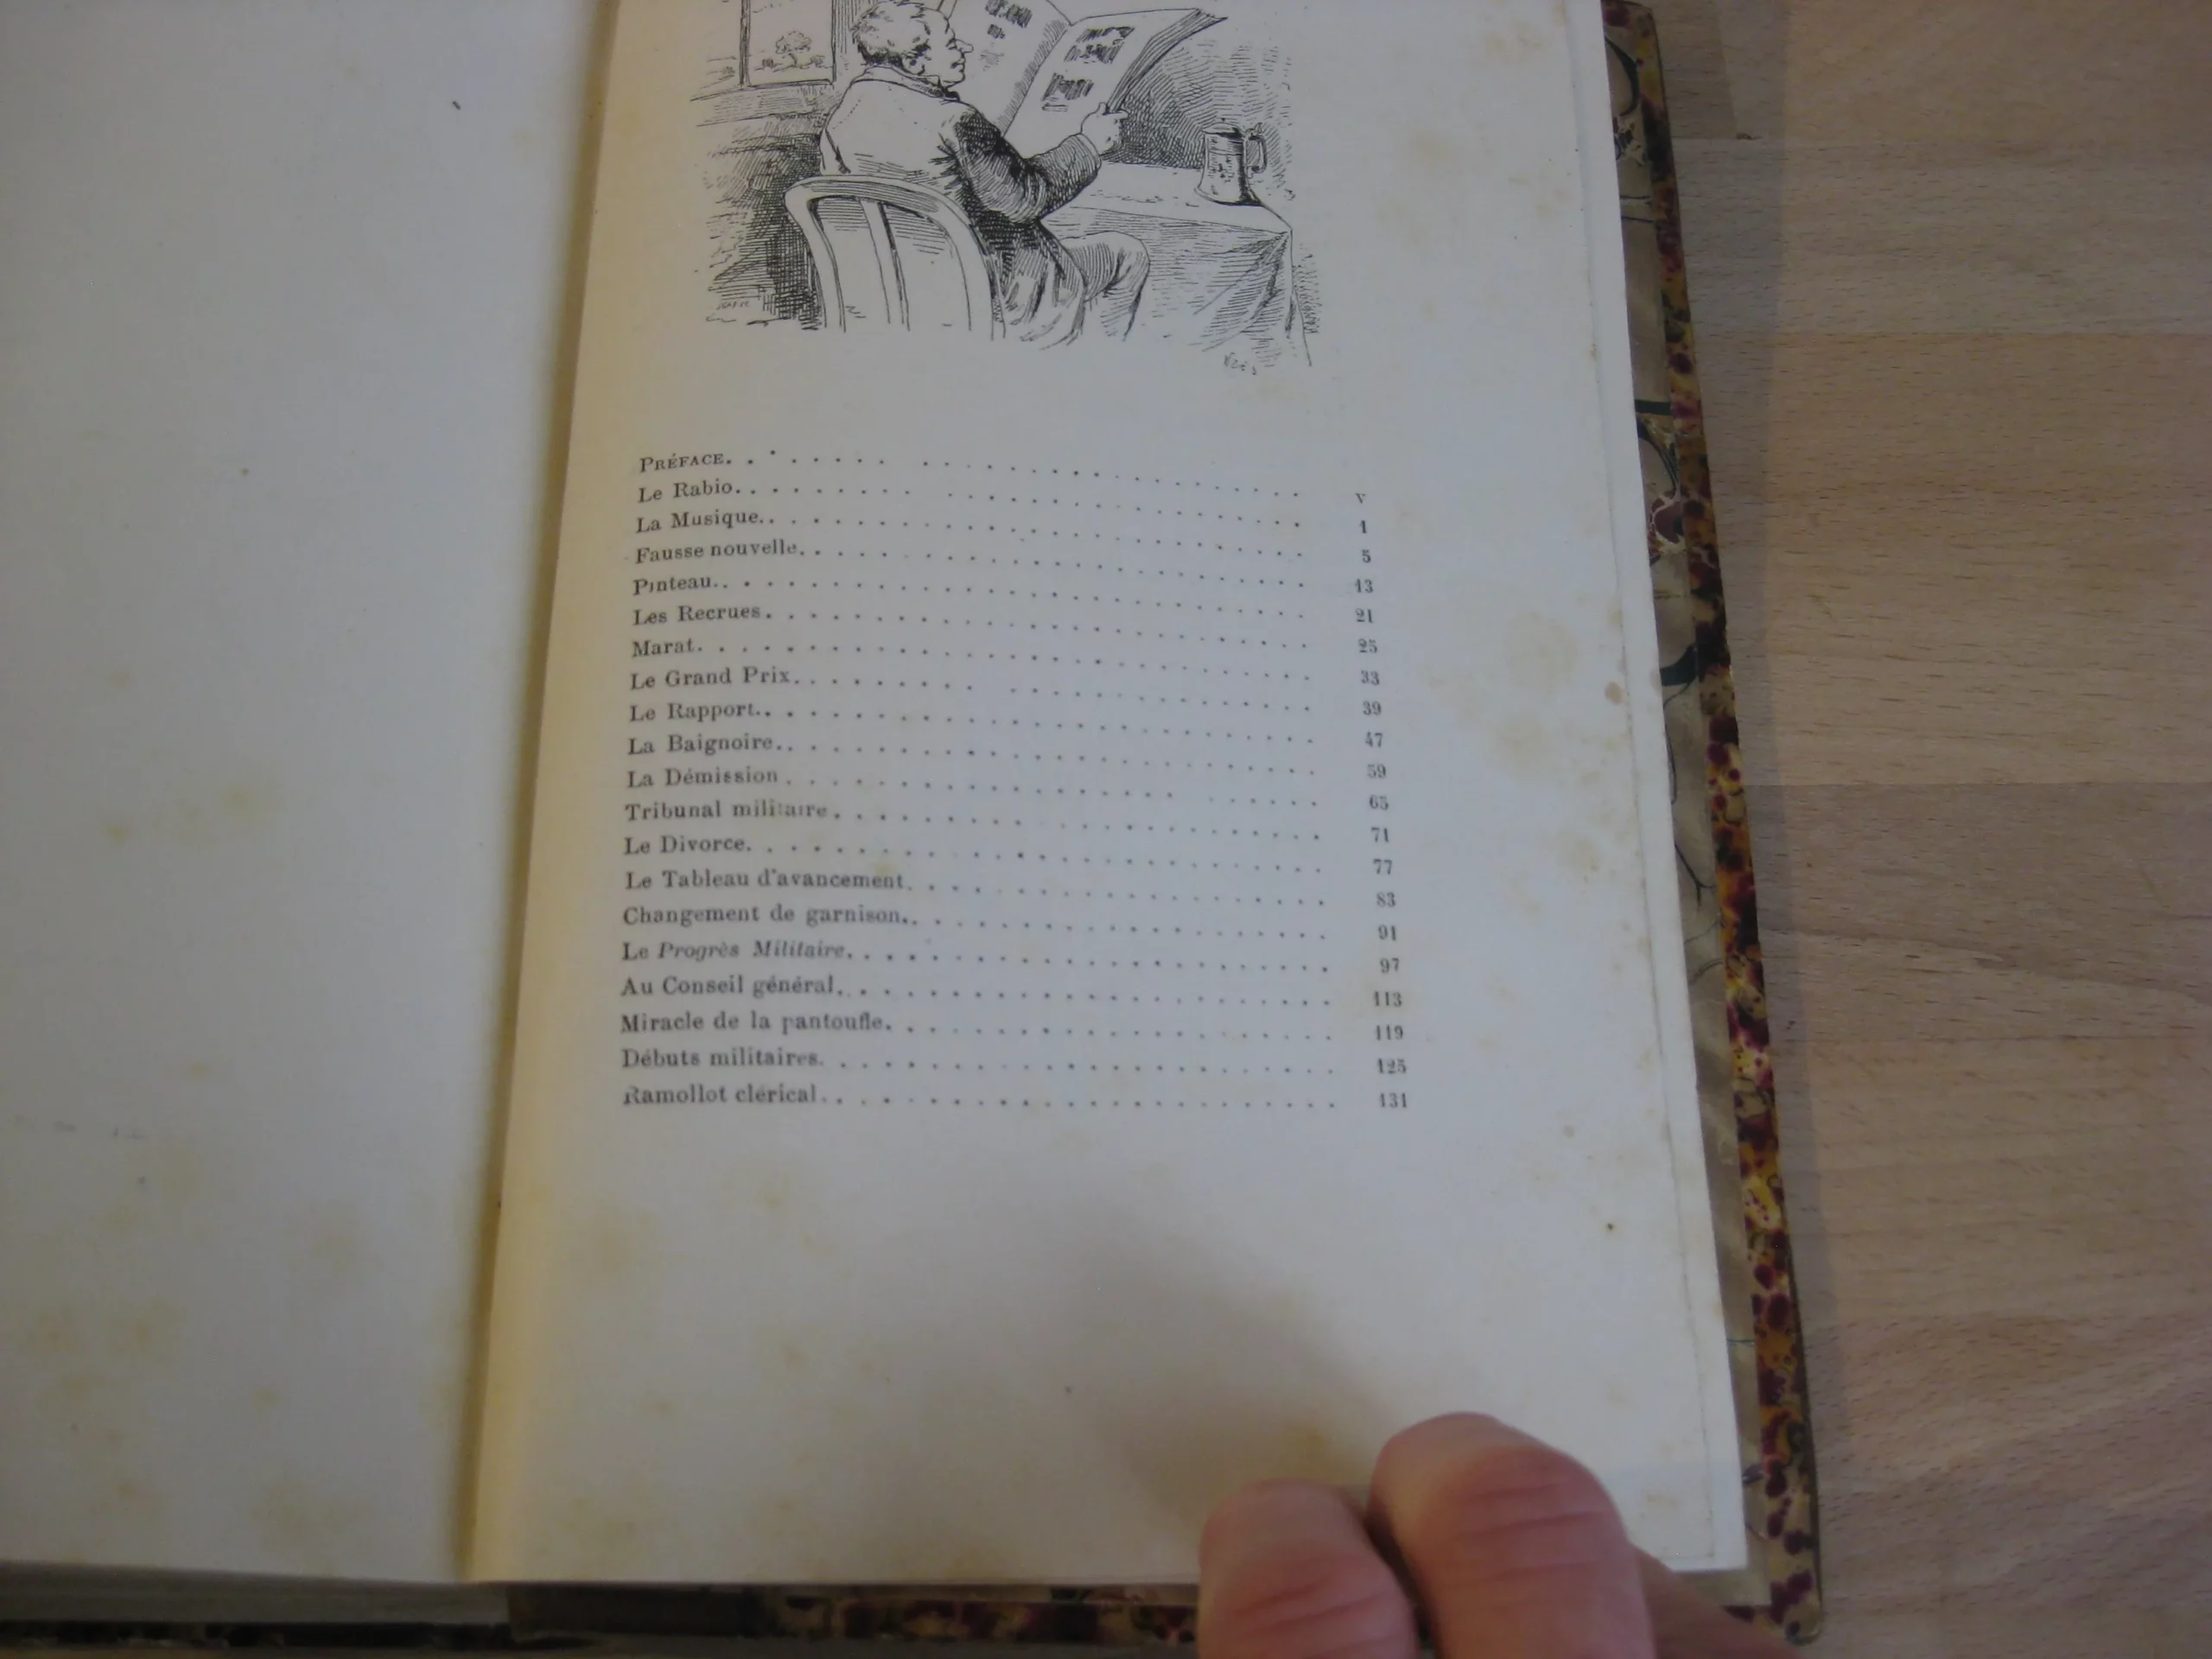 PRÉFACE. . . . . . . . . . . . . . . . . . . . . . v
Le Rabio. . . . . . . . . . . . . . . . . . . . . . 1
La Musique. . . . . . . . . . . . . . . . . . . . . . 5
Fausse nouvelle. . . . . . . . . . . . . . . . . . . . . . 13
Pinteau. . . . . . . . . . . . . . . . . . . . . . 21
Les Recrues. . . . . . . . . . . . . . . . . . . . . . 25
Marat. . . . . . . . . . . . . . . . . . . . . . 33
Le Grand Prix. . . . . . . . . . . . . . . . . . . . . . 39
Le Rapport. . . . . . . . . . . . . . . . . . . . . . 47
La Baignoire. . . . . . . . . . . . . . . . . . . . . . 59
La Démission . . . . . . . . . . . . . . . . . . . . . . 65
Tribunal militaire. . . . . . . . . . . . . . . . . . . . . . 71
Le Divorce. . . . . . . . . . . . . . . . . . . . . . 77
Le Tableau d'avancement. . . . . . . . . . . . . . . . . . . 83
Changement de garnison. . . . . . . . . . . . . . . . . . . 91
Le Progrès Militaire. . . . . . . . . . . . . . . . . . . . . 97
Au Conseil général. . . . . . . . . . . . . . . . . . . . . 113
Miracle de la pantoufle. . . . . . . . . . . . . . . . . . . 119
Débuts militaires. . . . . . . . . . . . . . . . . . . . . . 125
Ramollot clérical. . . . . . . . . . . . . . . . . . . . . . 131